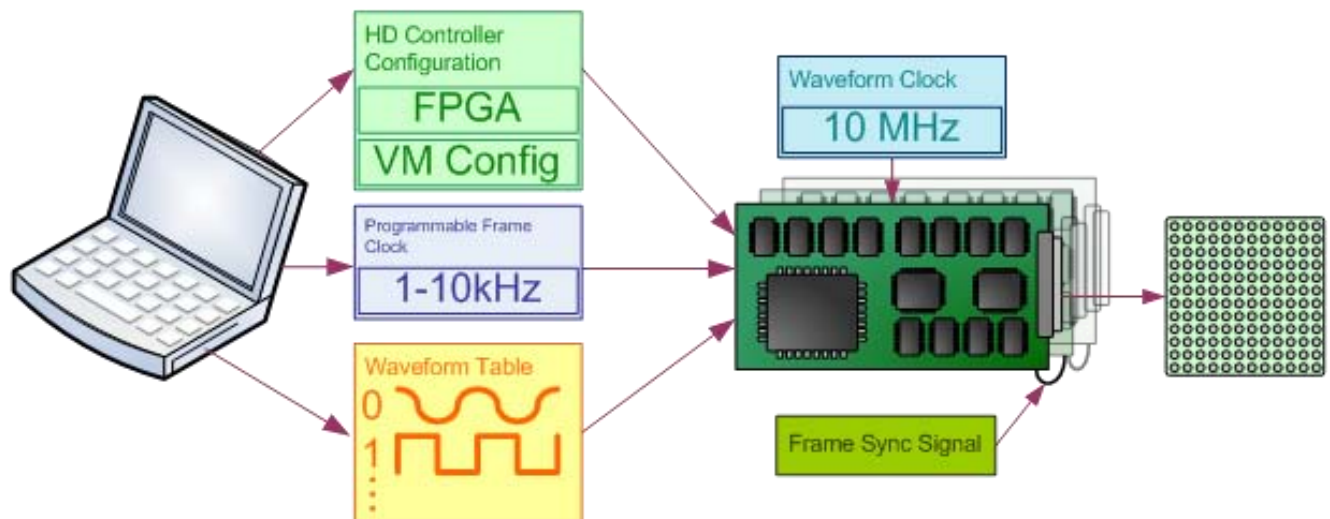 HD Controller
Configuration
FPGA
VM Config
Programmable Frame
Clock
1-10kHz
Waveform Table
0
1
Waveform Clock
10 MHz
Frame Sync Signal